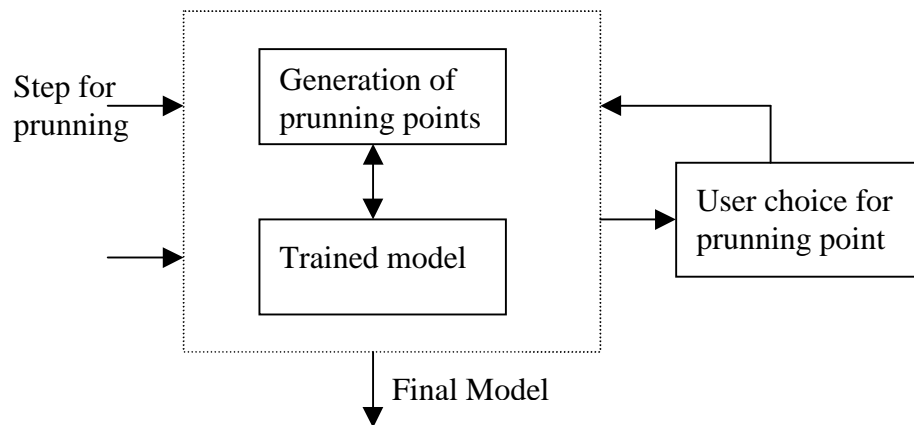 Step for
prunning
Generation of
prunning points
Trained model
User choice for
prunning point
Final Model